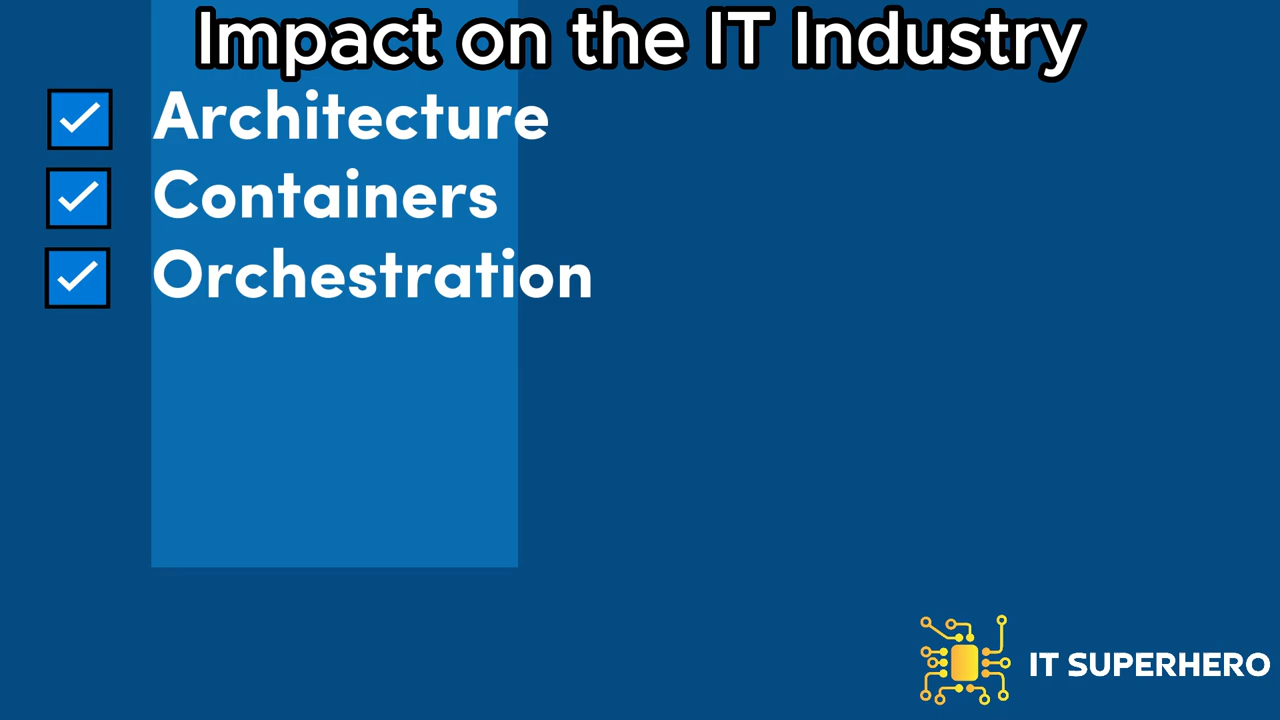 Impact on the IT Industry
Architecture
Containers
Orchestration
IT SUPERHERO